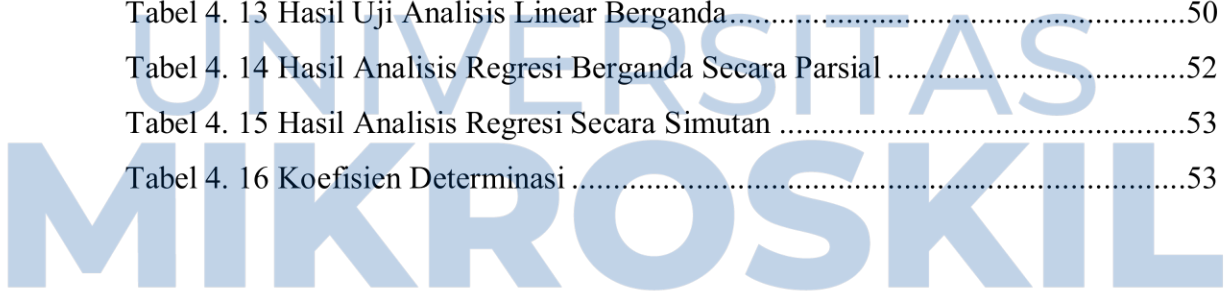 Tabel 4. 13 Hasil Uji Analisis Linear Berganda..........................................................50
UNIVERSITAS
Tabel 4. 14 Hasil Analisis Regresi Berganda Secara Parsial ......................................52
Tabel 4. 15 Hasil Analisis Regresi Secara Simutan ....................................................53
MIKROSKIL
Tabel 4. 16 Koefisien Determinasi ..............................................................................53